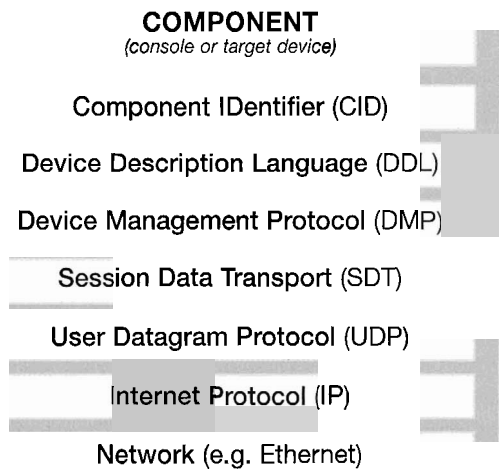 COMPONENT
(console or target device)
Component IDentifier (CID)
Device Description Language (DDL)
Device Management Protocol (DMP)
Session Data Transport (SDT)
User Datagram Protocol (UDP)
Internet Protocol (IP)
Network (e.g. Ethernet)